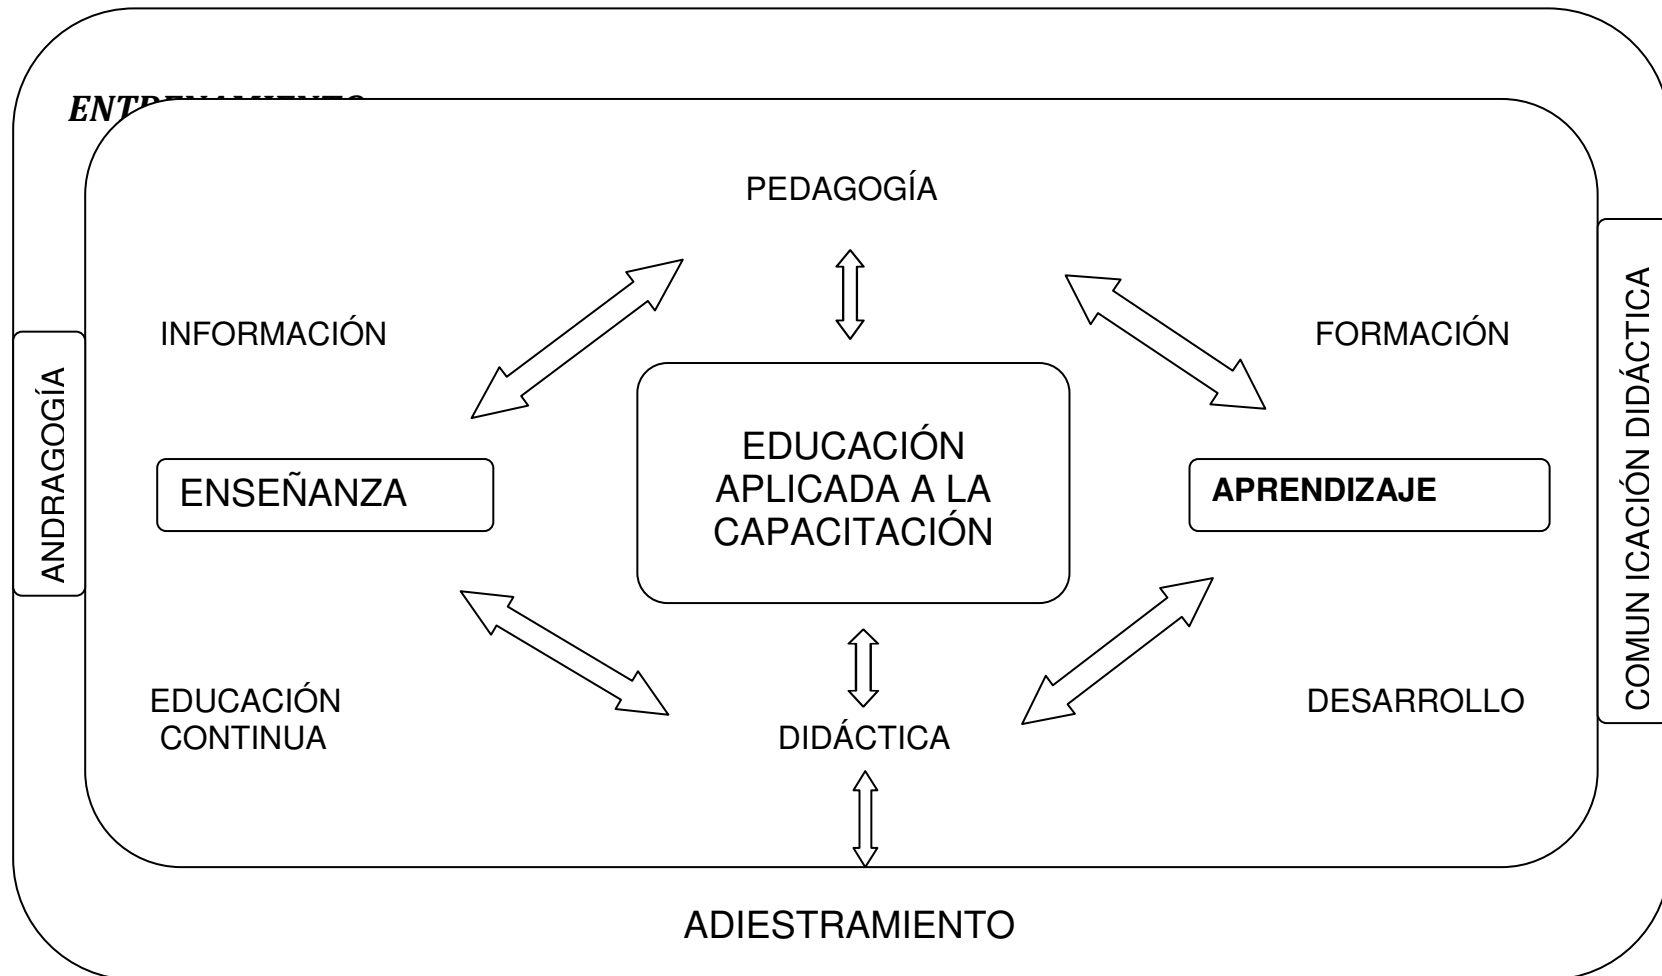 PEDAGOGÍA
INFORMACIÓN
FORMACIÓN
ANDRAGOGÍA
ENSEÑANZA
EDUCACIÓN
APLICADA A LA
CAPACITACIÓN
APRENDIZAJE
COMUN ICACIÓN DIDÁCTICA
EDUCACIÓN
CONTINUA
DIDÁCTICA
DESARROLLO
ADIESTRAMIENTO